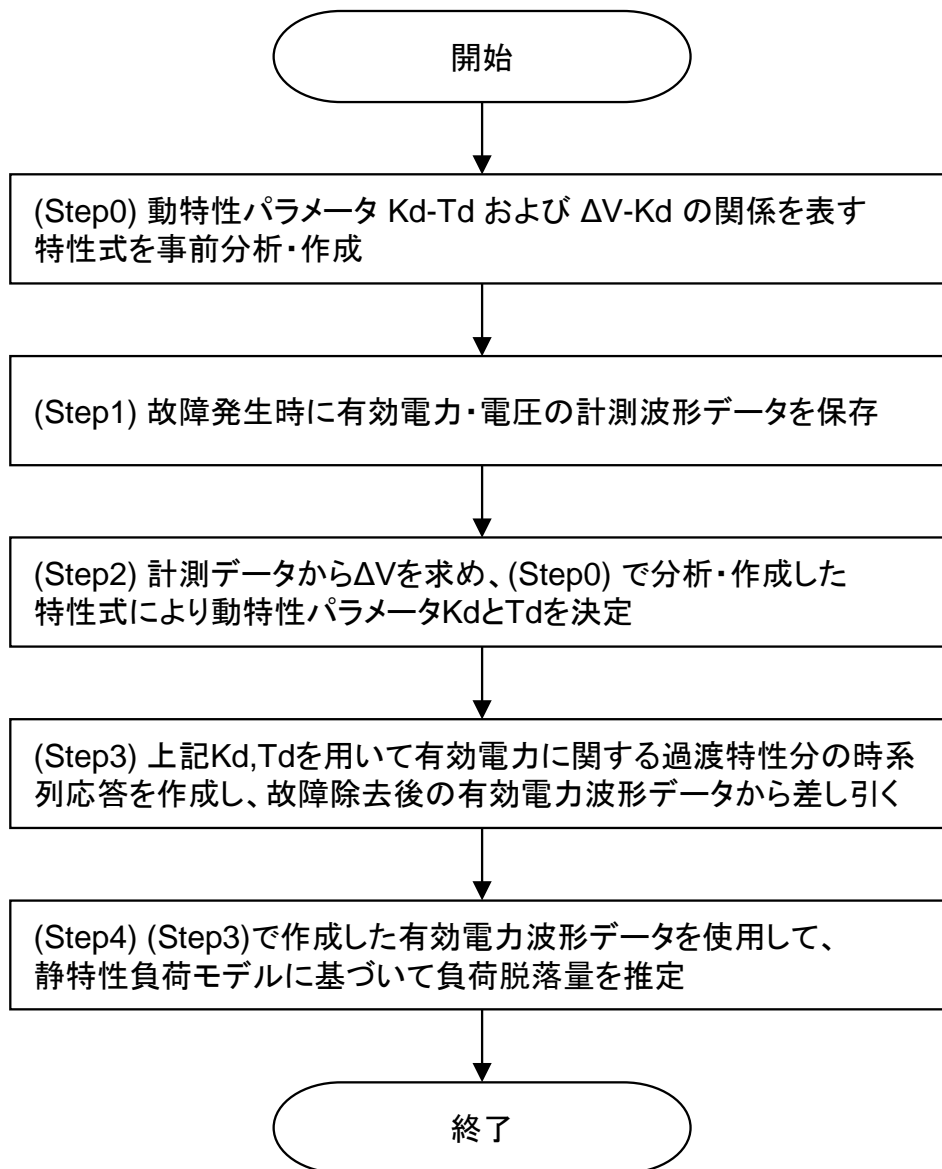 開始
(Step0) 動特性パラメータ Kd-Td および ΔV-Kd の関係を表す
特性式を事前分析・作成
(Step1) 故障発生時に有効電力・電圧の計測波形データを保存
(Step2) 計測データからΔVを求め、(Step0) で分析・作成した
特性式により動特性パラメータKdとTdを決定
(Step3) 上記Kd,Tdを用いて有効電力に関する過渡特性分の時系
列応答を作成し、故障除去後の有効電力波形データから差し引く
(Step4) (Step3)で作成した有効電力波形データを使用して、
静特性負荷モデルに基づいて負荷脱落量を推定
終了